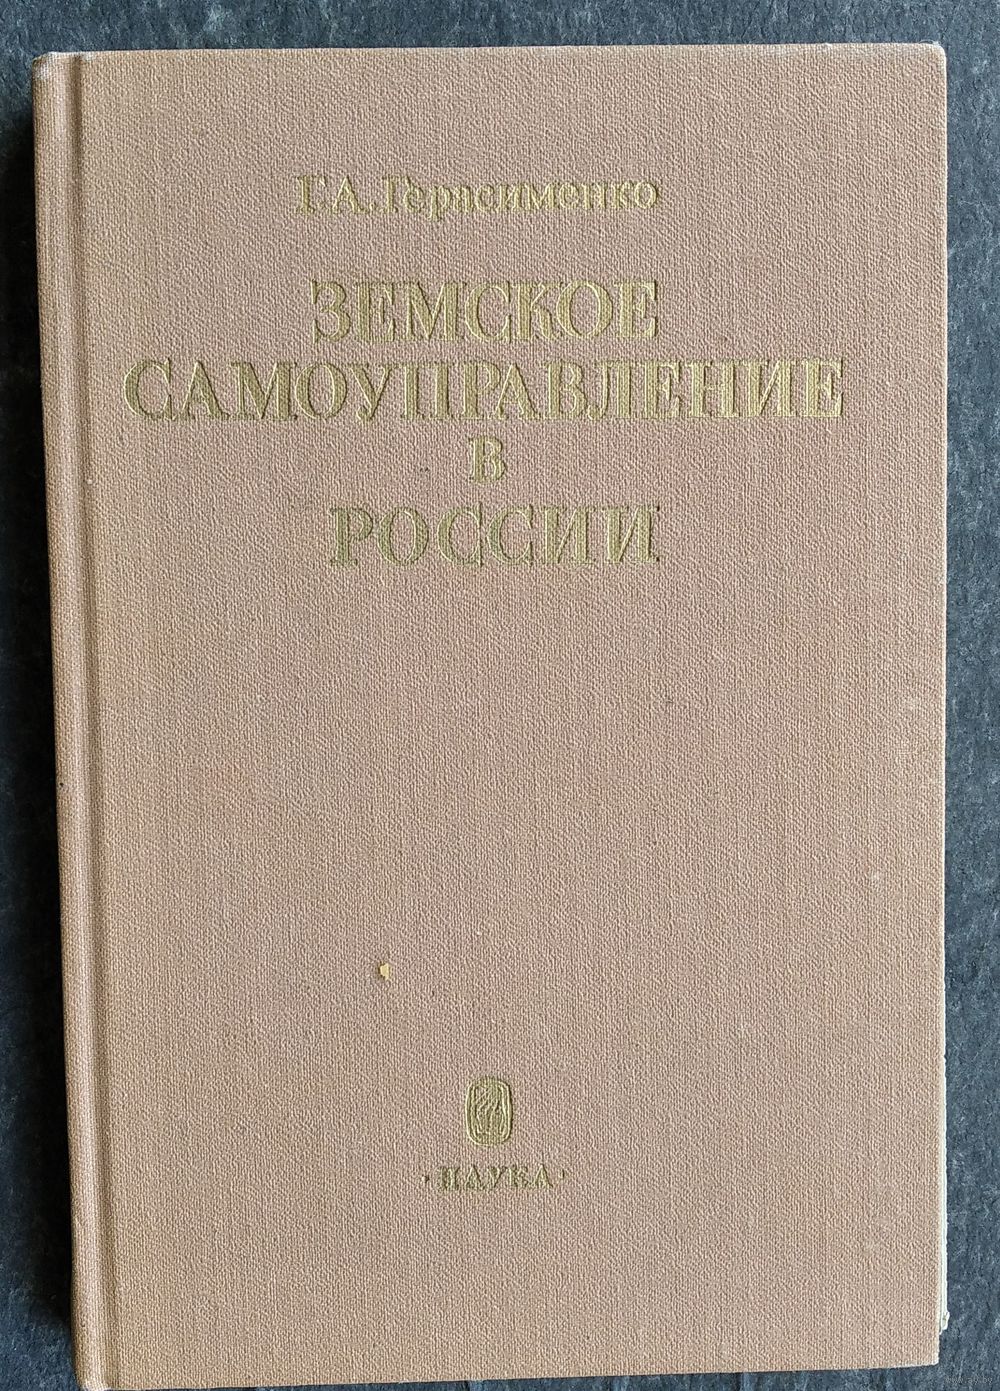 Г.А.Герасименко
ЗЕМСКОЕ
САМОУПРАВЛЕНИЕ
В
РОССИИ
·НАУКА·